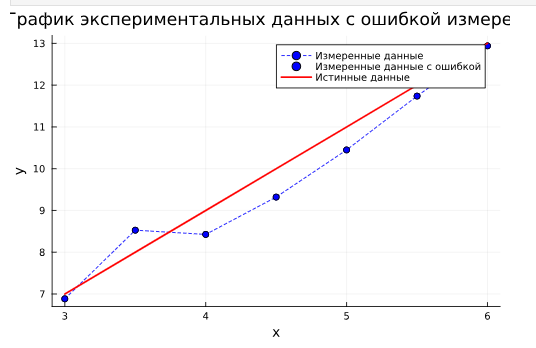 График экспериментальных данных с ошибкой измере
13
Измеренные данные
Измеренные данные с ошибкой
Истинные данные
12
11
10
9
8
7
y
3 4 5 6
x